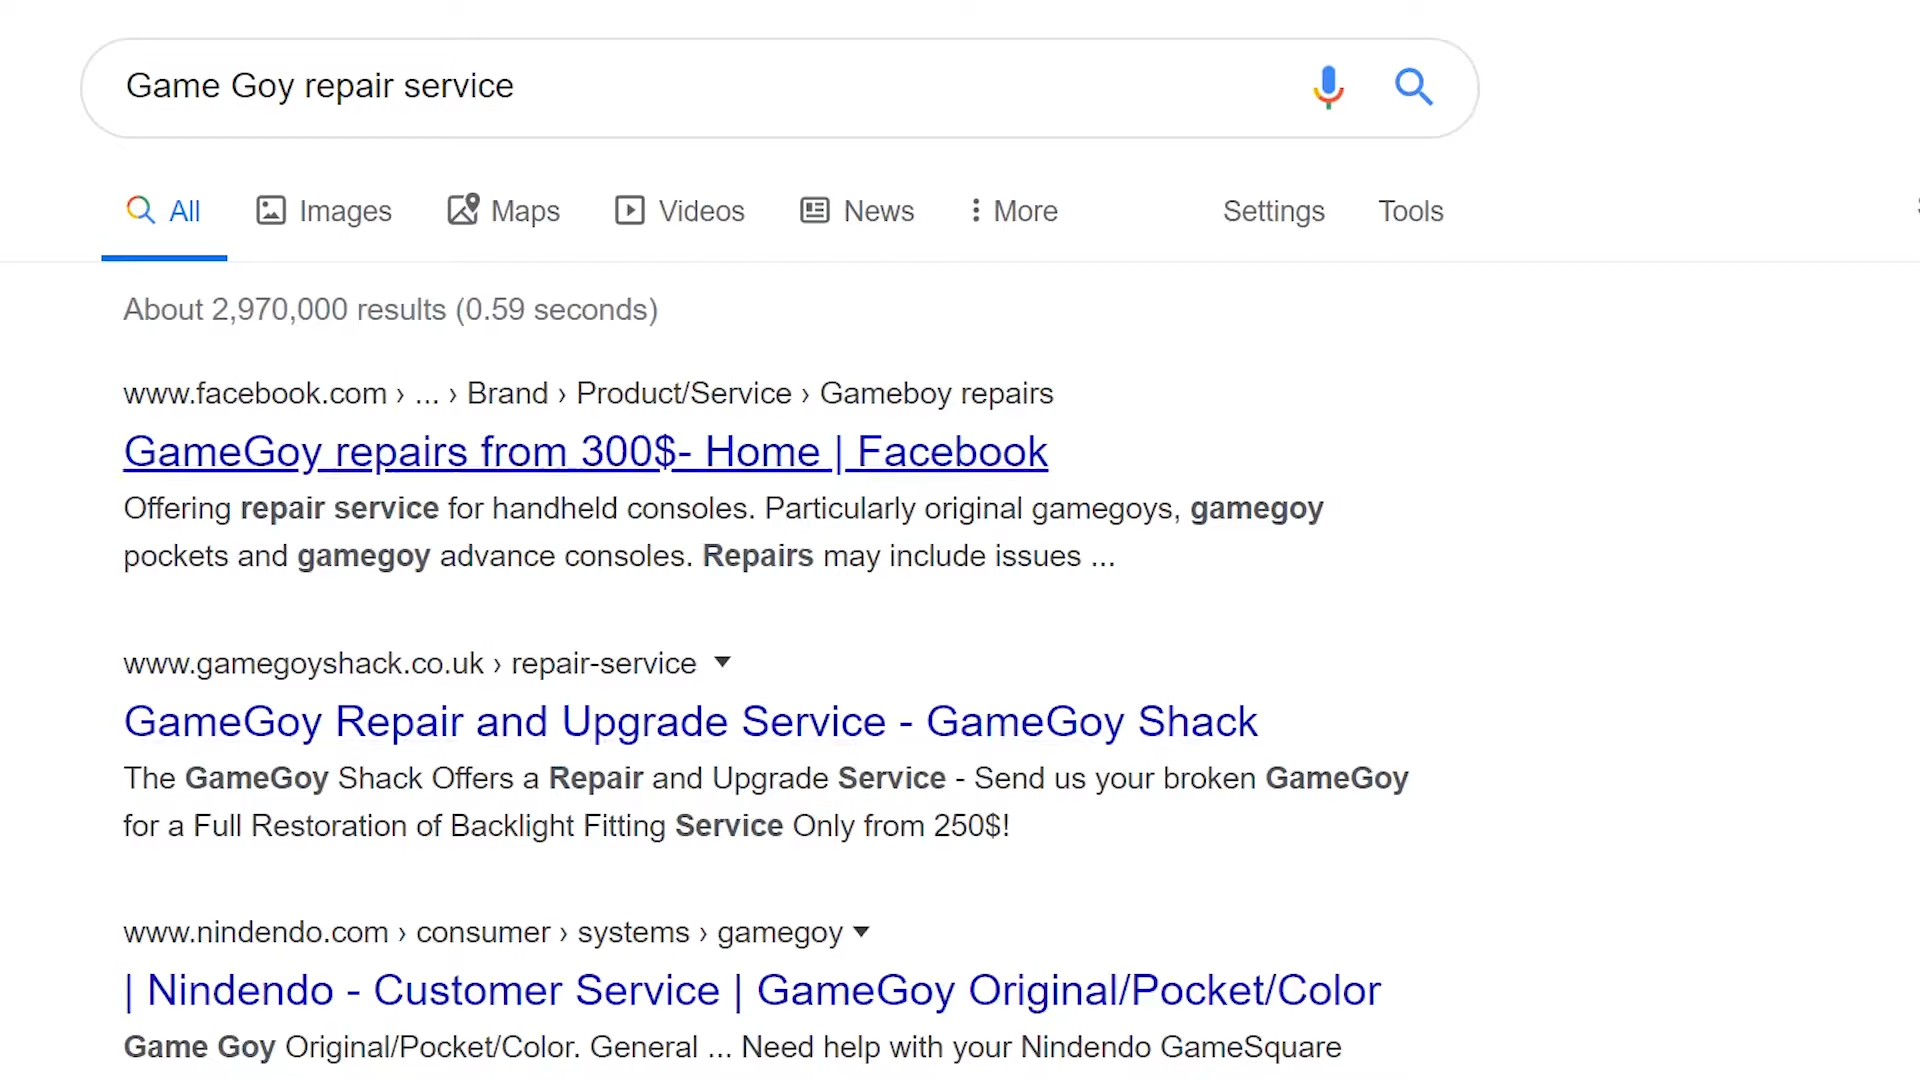 Game Goy repair service
All Images Maps Videos News More Settings Tools
About 2,970,000 results (0.59 seconds)
www.facebook.com › ... › Brand › Product/Service › Gameboy repairs
GameGoy repairs from 300$- Home | Facebook
Offering repair service for handheld consoles. Particularly original gamegoys, gamegoy
pockets and gamegoy advance consoles. Repairs may include issues ...
www.gamegoyshack.co.uk › repair-service
GameGoy Repair and Upgrade Service - GameGoy Shack
The GameGoy Shack Offers a Repair and Upgrade Service - Send us your broken GameGoy
for a Full Restoration of Backlight Fitting Service Only from 250$!
www.nindendo.com › consumer › systems › gamegoy
| Nindendo - Customer Service | GameGoy Original/Pocket/Color
Game Goy Original/Pocket/Color. General ... Need help with your Nindendo GameSquare